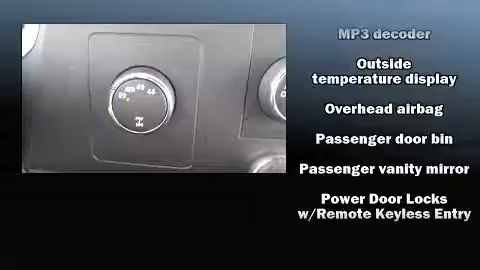 MP3 decoder
Outside
temperature display
Overhead airbag
Passenger door bin
Passenger vanity mirror
Power Door Locks
w/Remote Keyless Entry